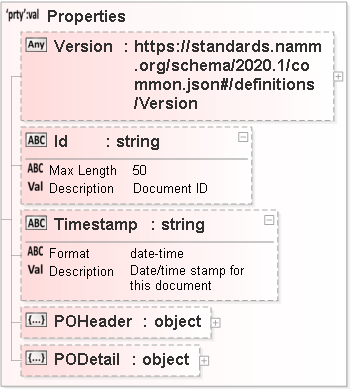 'prty':val Properties
Any Version : https://standards.namm
.org/schema/2020.1/co
mmon.json#/definitions
/Version
ABC Id : string
ABC Max Length 50
Val Description Document ID
ABC Timestamp : string
ABC Format date-time
Val Description Date/time stamp for
this document
{...} POHeader : object
{...} PODetail : object